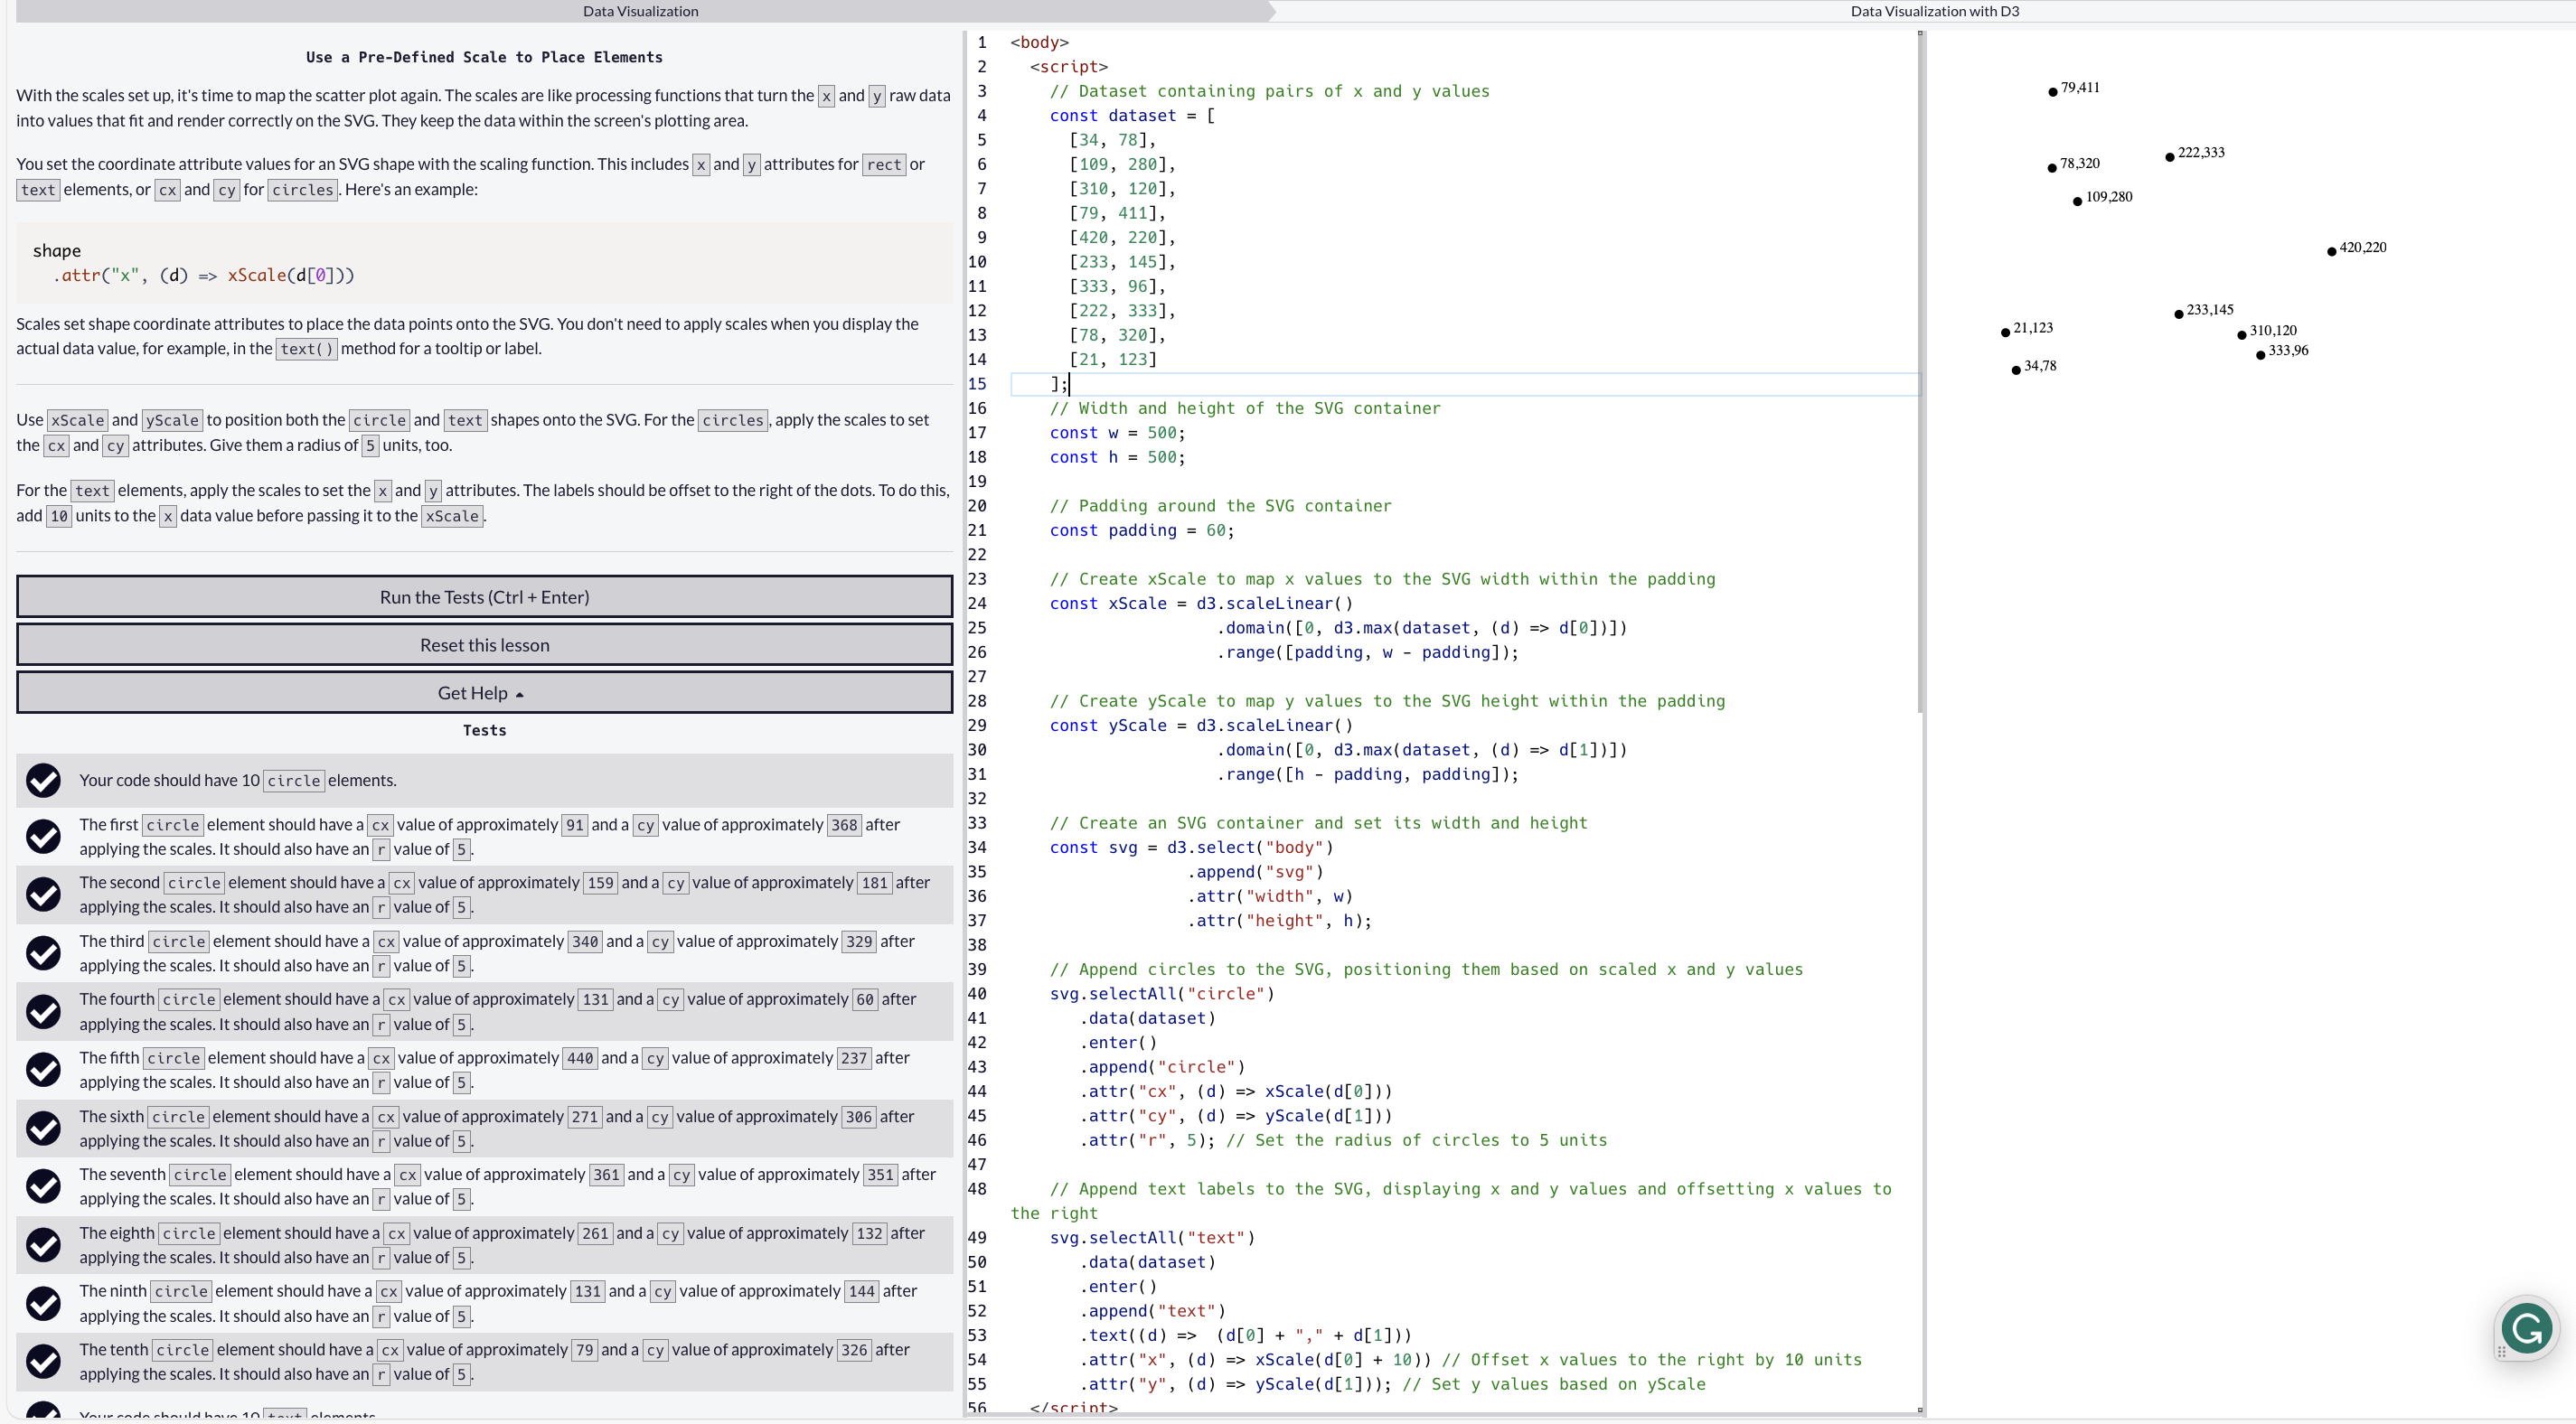 Data Visualization
Data Visualization with D3
Use a Pre-Defined Scale to Place Elements
With the scales set up, it's time to map the scatter plot again. The scales are like processing functions that turn the x and y raw data
into values that fit and render correctly on the SVG. They keep the data within the screen's plotting area.
You set the coordinate attribute values for an SVG shape with the scaling function. This includes x and y attributes for rect or
text elements, or cx and cy for circles. Here's an example:
shape
.attr("x", (d) => xScale(d[0]))
Scales set shape coordinate attributes to place the data points onto the SVG. You don't need to apply scales when you display the
actual data value, for example, in the text() method for a tooltip or label.
Use xScale and yScale to position both the circle and text shapes onto the SVG. For the circles, apply the scales to set
the cx and cy attributes. Give them a radius of 5 units, too.
For the text elements, apply the scales to set the x and y attributes. The labels should be offset to the right of the dots. To do this,
add 10 units to the x data value before passing it to the xScale.
Run the Tests (Ctrl + Enter)
Reset this lesson
Get Help
Tests
Your code should have 10 circle elements.
The first circle element should have a cx value of approximately 91 and a cy value of approximately 368 after
applying the scales. It should also have an r value of 5.
The second circle element should have a cx value of approximately 159 and a cy value of approximately 181 after
applying the scales. It should also have an r value of 5.
The third circle element should have a cx value of approximately 340 and a cy value of approximately 329 after
applying the scales. It should also have an r value of 5.
The fourth circle element should have a cx value of approximately 131 and a cy value of approximately 60 after
applying the scales. It should also have an r value of 5.
The fifth circle element should have a cx value of approximately 440 and a cy value of approximately 237 after
applying the scales. It should also have an r value of 5.
The sixth circle element should have a cx value of approximately 271 and a cy value of approximately 306 after
applying the scales. It should also have an r value of 5.
The seventh circle element should have a cx value of approximately 361 and a cy value of approximately 351 after
applying the scales. It should also have an r value of 5.
The eighth circle element should have a cx value of approximately 261 and a cy value of approximately 132 after
applying the scales. It should also have an r value of 5.
The ninth circle element should have a cx value of approximately 131 and a cy value of approximately 144 after
applying the scales. It should also have an r value of 5.
The tenth circle element should have a cx value of approximately 79 and a cy value of approximately 326 after
applying the scales. It should also have an r value of 5.
Your code should have 10 text elements.
1 <body>
2 <script>
3 // Dataset containing pairs of x and y values
4 const dataset = [
5 [34, 78],
6 [109, 280],
7 [310, 120],
8 [79, 411],
9 [420, 220],
10 [233, 145],
11 [333, 96],
12 [222, 333],
13 [78, 320],
14 [21, 123]
15 ];
16 // Width and height of the SVG container
17 const w = 500;
18 const h = 500;
19
20 // Padding around the SVG container
21 const padding = 60;
22
23 // Create xScale to map x values to the SVG width within the padding
24 const xScale = d3.scaleLinear()
25 .domain([0, d3.max(dataset, (d) => d[0])])
26 .range([padding, w - padding]);
27
28 // Create yScale to map y values to the SVG height within the padding
29 const yScale = d3.scaleLinear()
30 .domain([0, d3.max(dataset, (d) => d[1])])
31 .range([h - padding, padding]);
32
33 // Create an SVG container and set its width and height
34 const svg = d3.select("body")
35 .append("svg")
36 .attr("width", w)
37 .attr("height", h);
38
39 // Append circles to the SVG, positioning them based on scaled x and y values
40 svg.selectAll("circle")
41 .data(dataset)
42 .enter()
43 .append("circle")
44 .attr("cx", (d) => xScale(d[0]))
45 .attr("cy", (d) => yScale(d[1]))
46 .attr("r", 5); // Set the radius of circles to 5 units
47
48 // Append text labels to the SVG, displaying x and y values and offsetting x values to
the right
49 svg.selectAll("text")
50 .data(dataset)
51 .enter()
52 .append("text")
53 .text((d) => (d[0] + "," + d[1]))
54 .attr("x", (d) => xScale(d[0] + 10)) // Offset x values to the right by 10 units
55 .attr("y", (d) => yScale(d[1])); // Set y values based on yScale
56 </script>
79,411
222,333
78,320
109,280
420,220
233,145
21,123
310,120
333,96
34,78